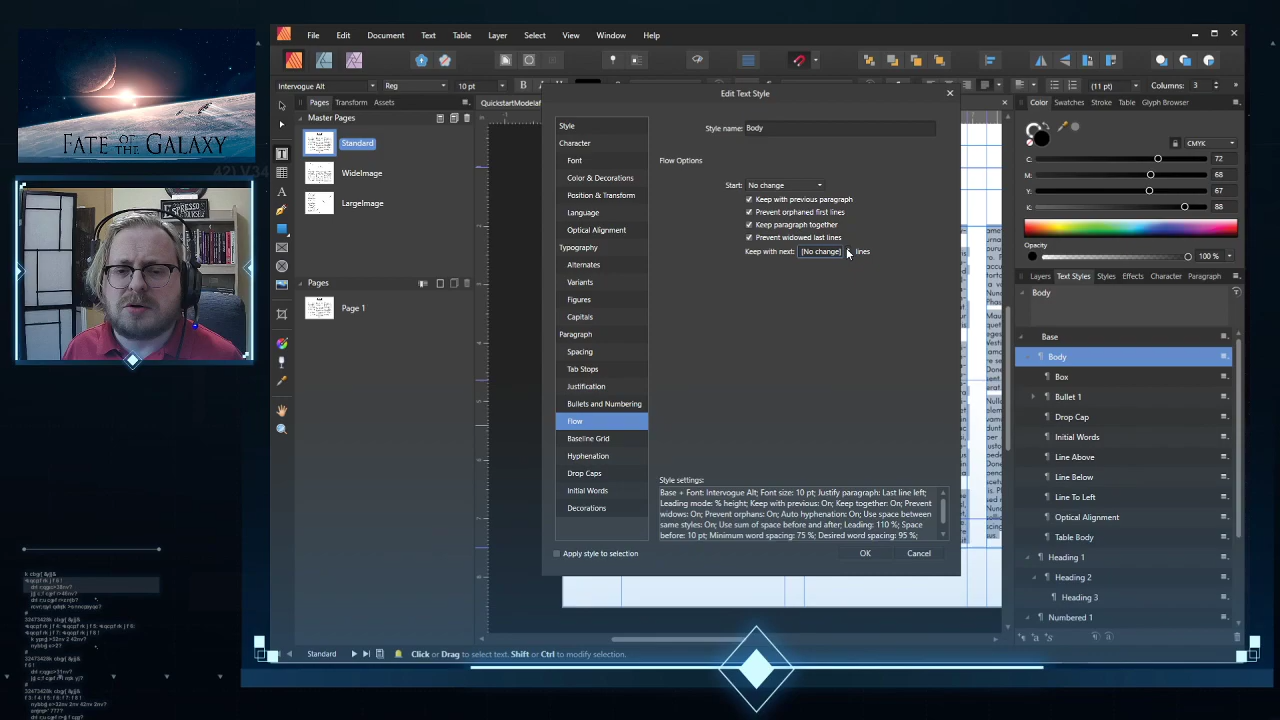 FATE OF THE GALAXY
File Edit Document Text Table Layer Select View Window Help
Intervogue Alt Reg 10 pt B (11 pt) Columns: 3
Pages Transform Assets
Master Pages
Standard
WideImage
LargeImage
Pages
Page 1
Edit Text Style
Style name: Body
Style
Character
Font
Color & Decorations
Position & Transform
Language
Optical Alignment
Typography
Alternates
Variants
Figures
Capitals
Paragraph
Spacing
Tab Stops
Justification
Bullets and Numbering
Flow
Baseline Grid
Hyphenation
Drop Caps
Initial Words
Decorations
Flow Options
Start: No change
Keep with previous paragraph
Prevent orphaned first lines
Keep paragraph together
Prevent widowed last lines
Keep with next: [No change] lines
Style settings:
Base + Font: Intervogue Alt; Font size: 10 pt; Justify paragraph: Last line left;
Leading mode: % height; Keep with previous: On; Keep together: On; Prevent
widows: On; Prevent orphans: On; Auto hyphenation: On; Use space between
same styles: On; Use sum of space before and after; Leading: 110 %; Space
before: 10 pt; Minimum word spacing: 75 %; Desired word spacing: 95 %;
Apply style to selection
OK Cancel
Color Swatches Stroke Table Glyph Browser
CMYK
C: 72
M: 68
Y: 67
K: 88
Opacity
100 %
Layers Text Styles Styles Effects Character Paragraph
Body
Base
Body
Box
Bullet 1
Drop Cap
Initial Words
Line Above
Line Below
Line To Left
Optical Alignment
Table Body
Heading 1
Heading 2
Heading 3
Numbered 1
Standard
Click or Drag to select text. Shift or Ctrl to modify selection.